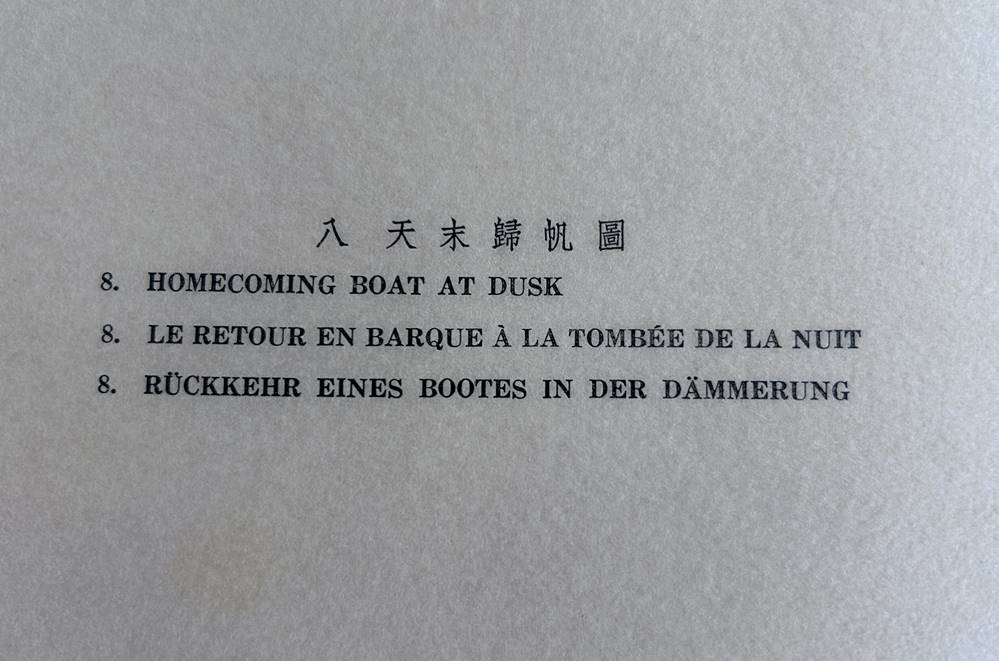 八 天末歸帆圖
8. HOMECOMING BOAT AT DUSK
8. LE RETOUR EN BARQUE À LA TOMBÉE DE LA NUIT
8. RÜCKKEHR EINES BOOTES IN DER DÄMMERUNG